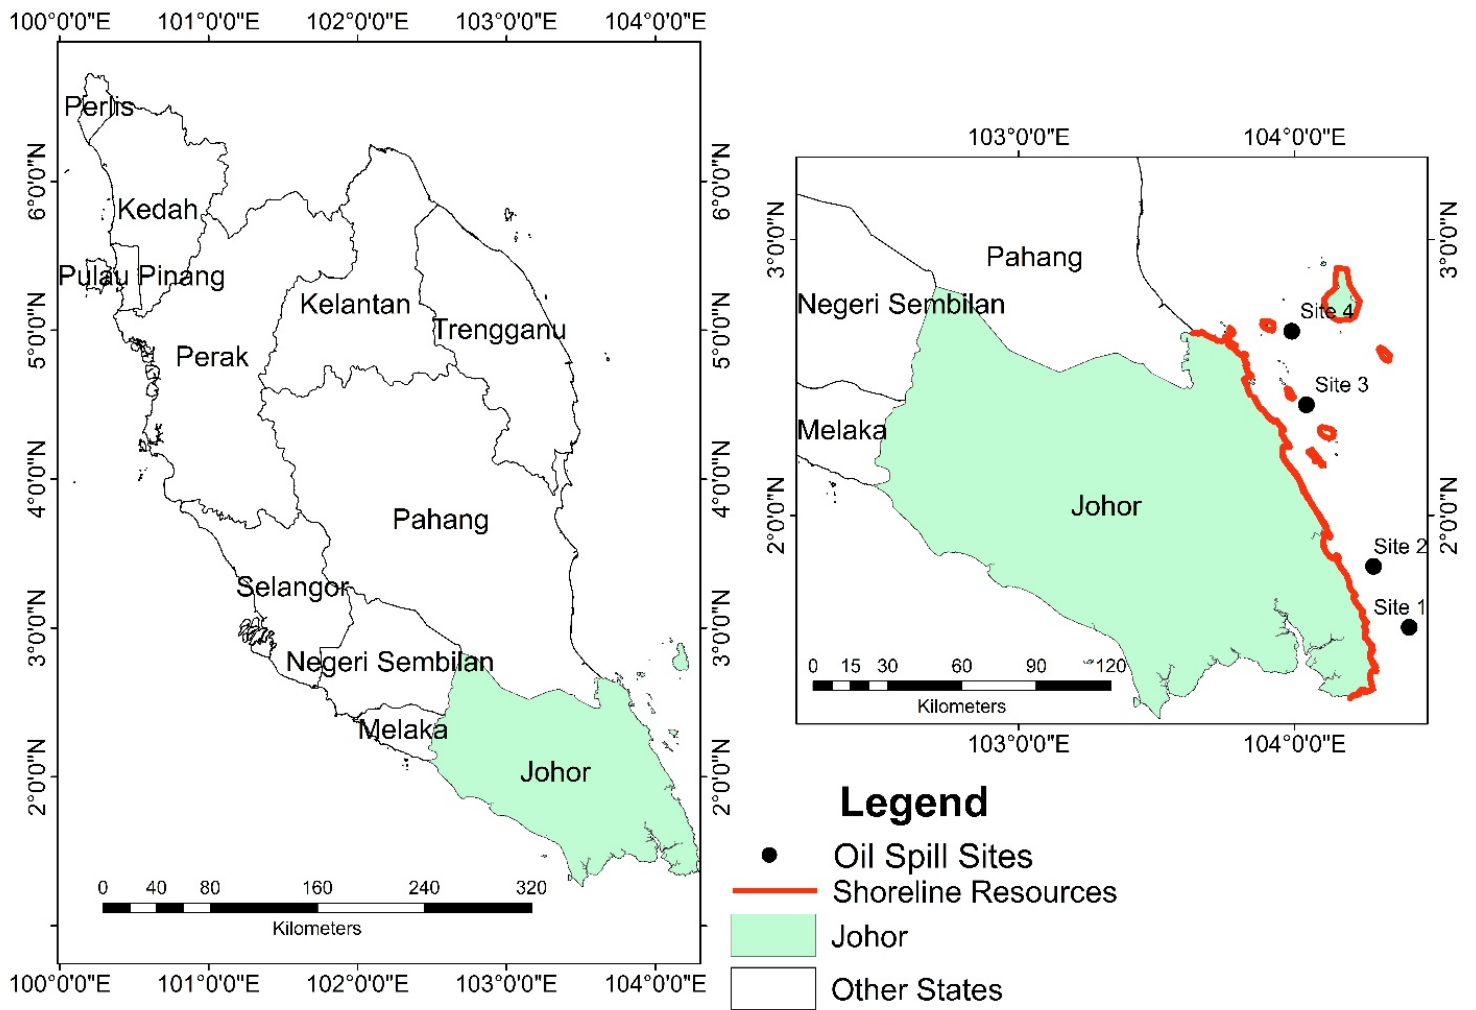 100°0'0"E 101°0'0"E 102°0'0"E 103°0'0"E 104°0'0"E
6°0'0"N
5°0'0"N
4°0'0"N
3°0'0"N
2°0'0"N
Perlis
Kedah
Pulau Pinang
Kelantan
Trengganu
Perak
Pahang
Selangor
Negeri Sembilan
Melaka
Johor
0 40 80 160 240 320
Kilometers
6°0'0"N
5°0'0"N
4°0'0"N
3°0'0"N
2°0'0"N
100°0'0"E 101°0'0"E 102°0'0"E 103°0'0"E 104°0'0"E
103°0'0"E 104°0'0"E
3°0'0"N
2°0'0"N
Pahang
Negeri Sembilan
Site 4
Site 3
Melaka
Johor
Site 2
Site 1
0 15 30 60 90 120
Kilometers
3°0'0"N
2°0'0"N
103°0'0"E 104°0'0"E
Legend
Oil Spill Sites
Shoreline Resources
Johor
Other States